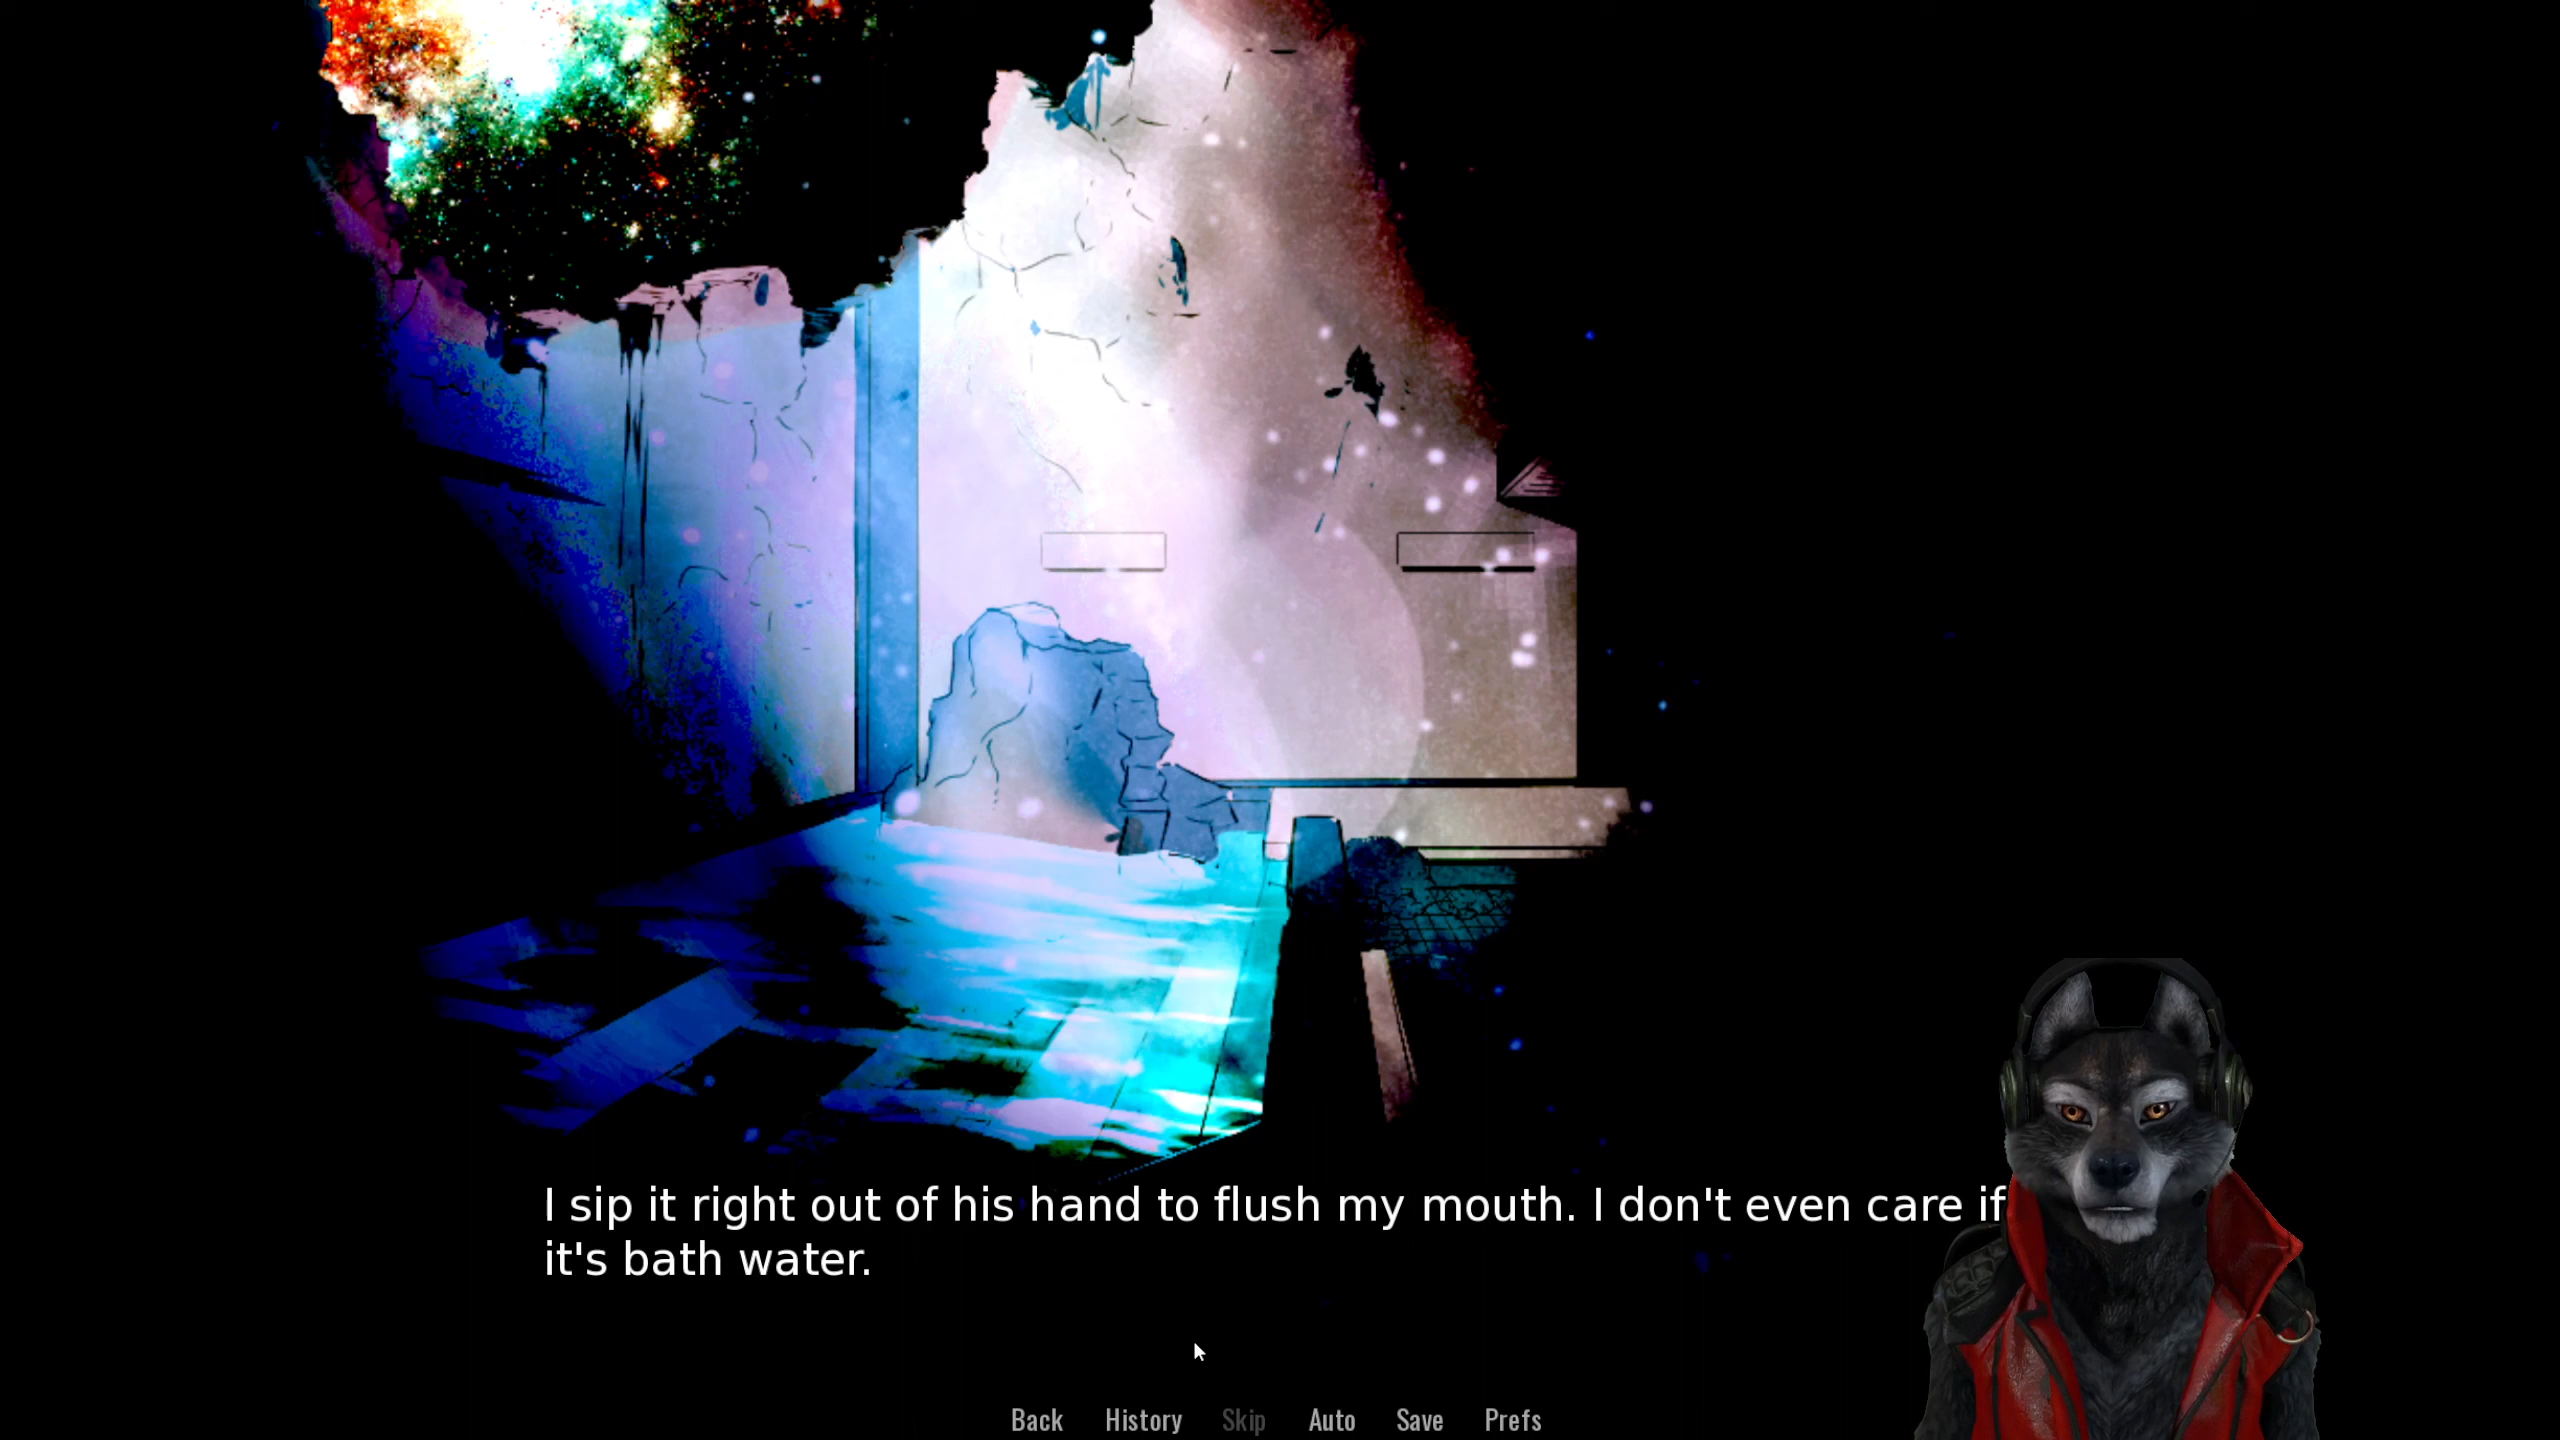 I sip it right out of his hand to flush my mouth. I don't even care if
it's bath water.
Back History Skip Auto Save Prefs